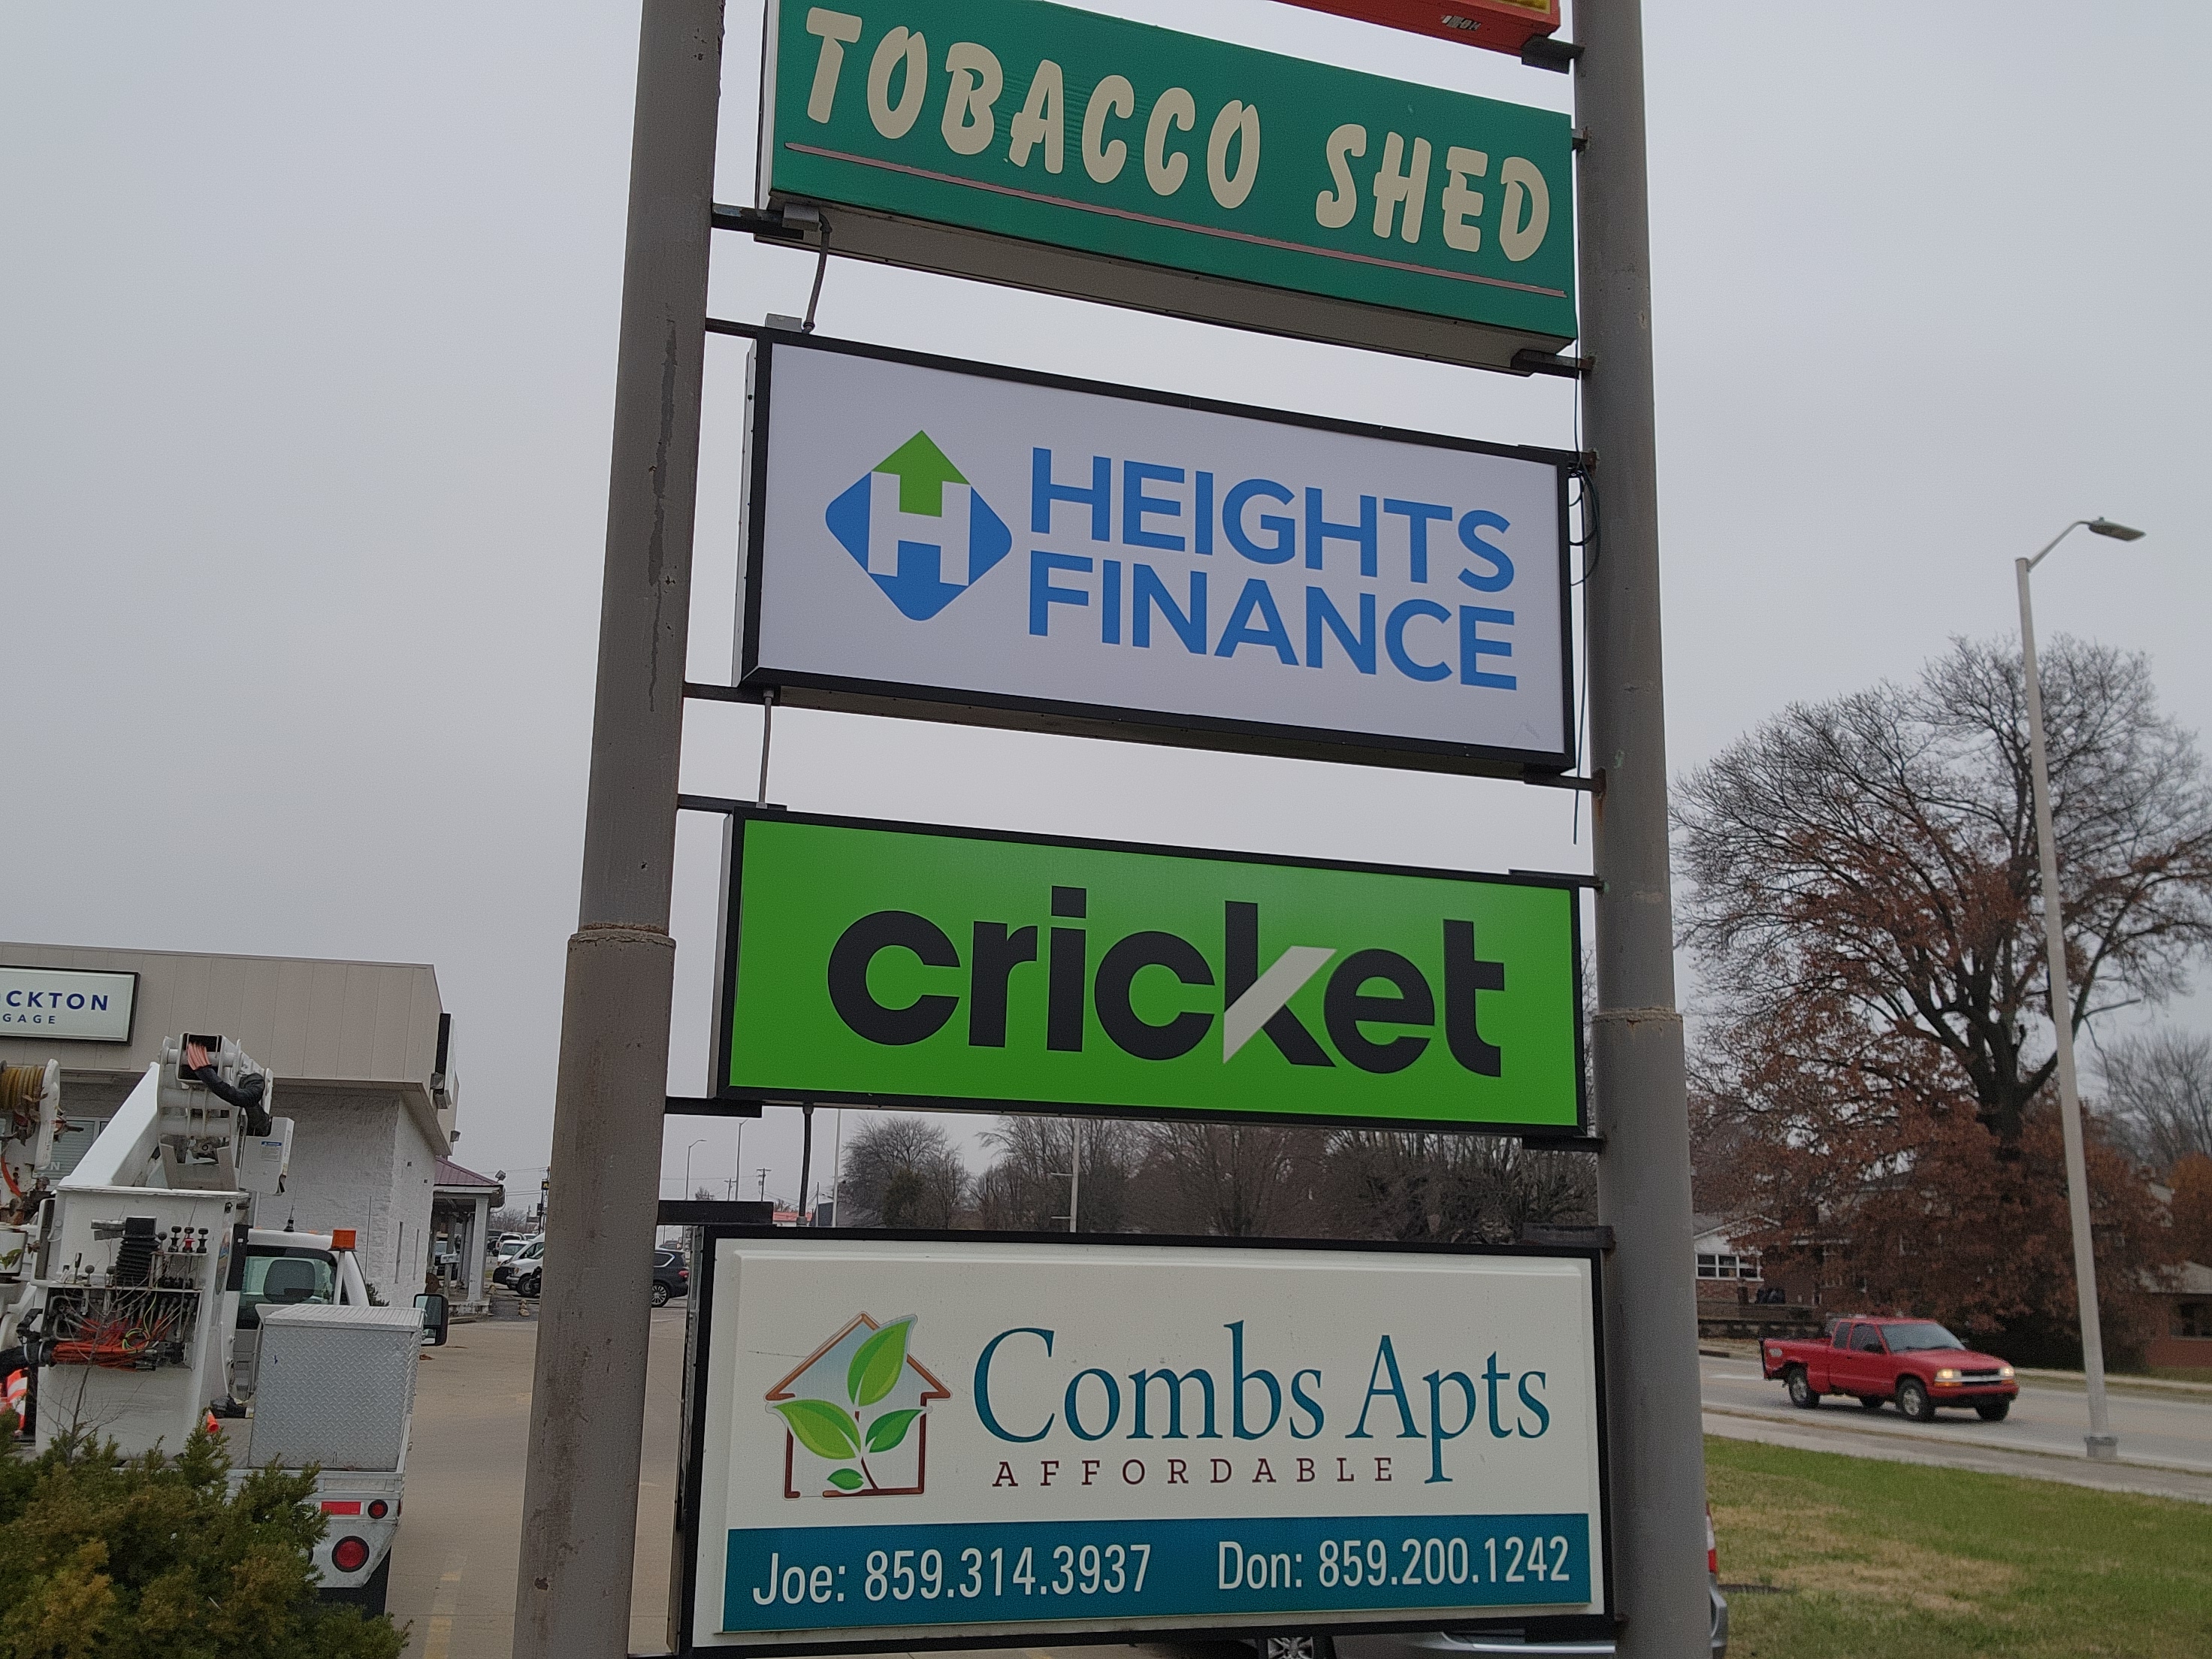 TOBACCO SHED
H HEIGHTS
FINANCE
cricket
Combs Apts
AFFORDABLE
Joe: 859.314.3937 Don: 859.200.1242
CKTON
GAGE